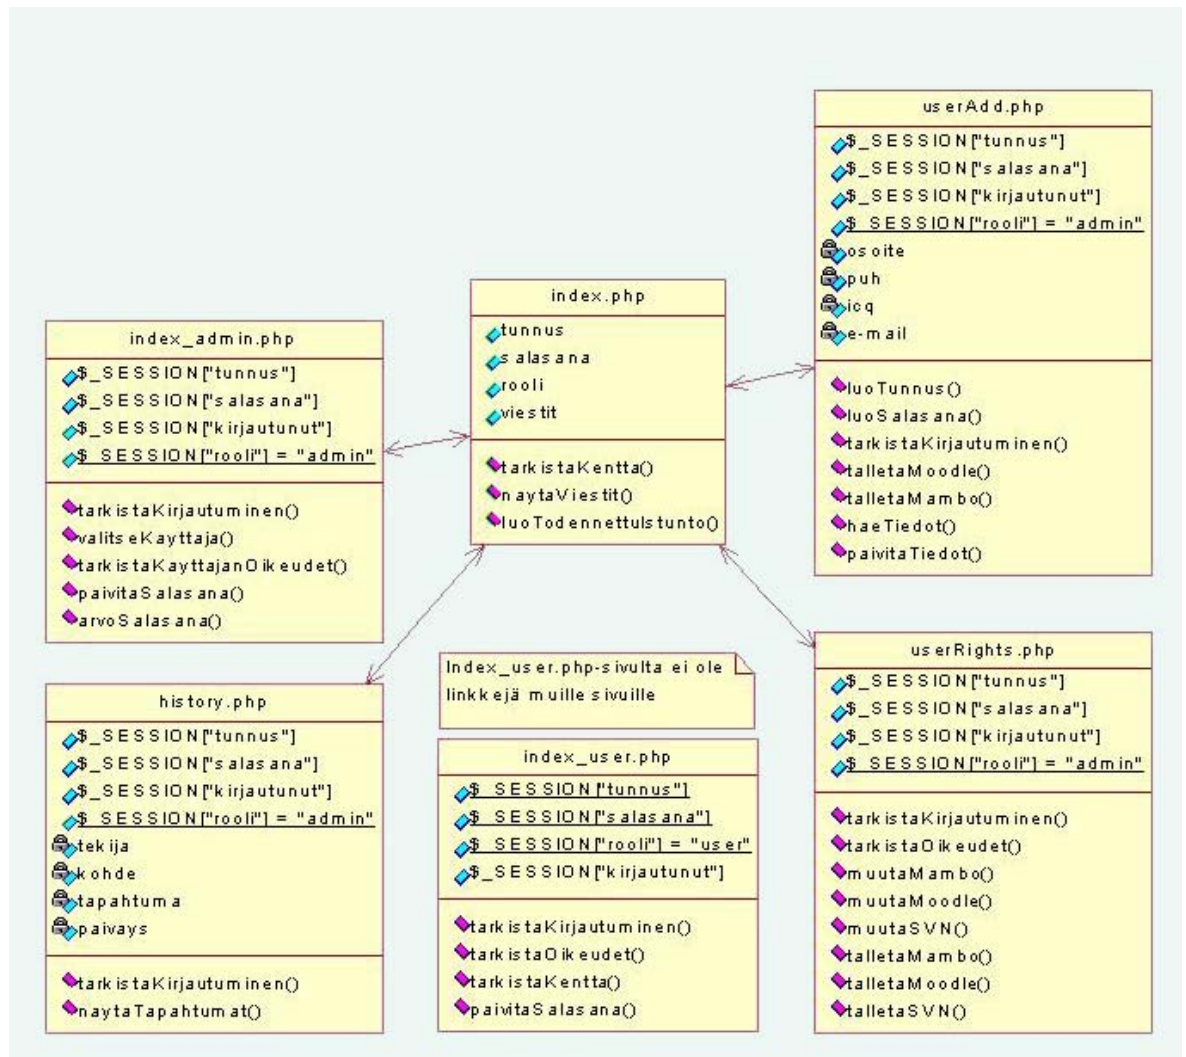 userAdd.php
$_SESSION["tunnus"]
$_SESSION["salasana"]
$_SESSION["kirjautunut"]
$_SESSION["rooli"] = "admin"
osoite
puh
icq
e-mail
luoTunnus()
luoSalasana()
tarkistaKirjautuminen()
talletaMoodle()
talletaMambo()
haeTiedot()
paivitaTiedot()
index.php
tunnus
salasana
rooli
viestit
tarkistaKentta()
naytaViestit()
luoTodennettuIstunto()
index_admin.php
$_SESSION["tunnus"]
$_SESSION["salasana"]
$_SESSION["kirjautunut"]
$_SESSION["rooli"] = "admin"
tarkistaKirjautuminen()
valitseKayttaja()
tarkistaKayttajanOikeudet()
paivitaSalasana()
arvoSalasana()
history.php
$_SESSION["tunnus"]
$_SESSION["salasana"]
$_SESSION["kirjautunut"]
$_SESSION["rooli"] = "admin"
tekija
kohde
tapahtuma
paivays
tarkistaKirjautuminen()
naytaTapahtumat()
Index_user.php-sivulta ei ole
linkkejä muille sivuille
index_user.php
$_SESSION["tunnus"]
$_SESSION["salasana"]
$_SESSION["rooli"] = "user"
$_SESSION["kirjautunut"]
tarkistaKirjautuminen()
tarkistaOikeudet()
tarkistaKentta()
paivitaSalasana()
userRights.php
$_SESSION["tunnus"]
$_SESSION["salasana"]
$_SESSION["kirjautunut"]
$_SESSION["rooli"] = "admin"
tarkistaKirjautuminen()
tarkistaOikeudet()
muutaMambo()
muutaMoodle()
muutaSVN()
talletaMambo()
talletaMoodle()
talletaSVN()